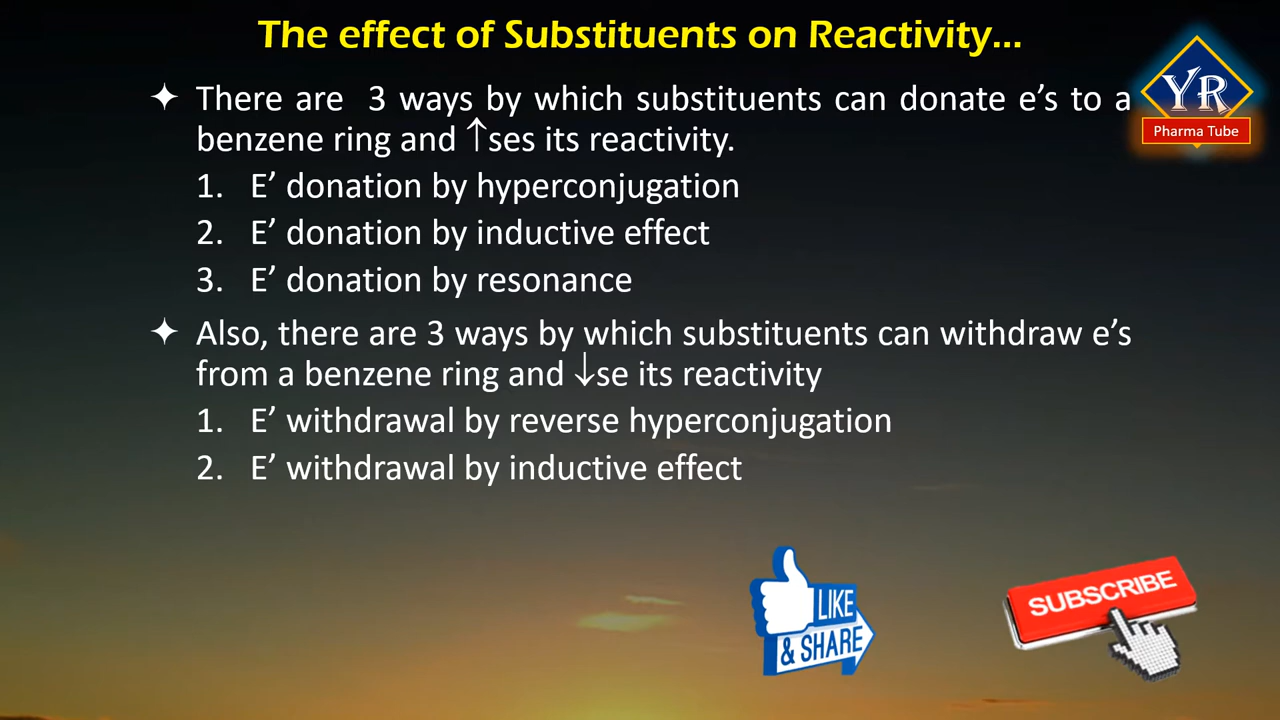 The effect of Substituents on Reactivity...
YR
Pharma Tube
✦ There are 3 ways by which substituents can donate e's to a
benzene ring and ↑ses its reactivity.
1. E’ donation by hyperconjugation
2. E’ donation by inductive effect
3. E’ donation by resonance
✦ Also, there are 3 ways by which substituents can withdraw e's
from a benzene ring and ↓se its reactivity
1. E’ withdrawal by reverse hyperconjugation
2. E’ withdrawal by inductive effect
LIKE
& SHARE
SUBSCRIBE